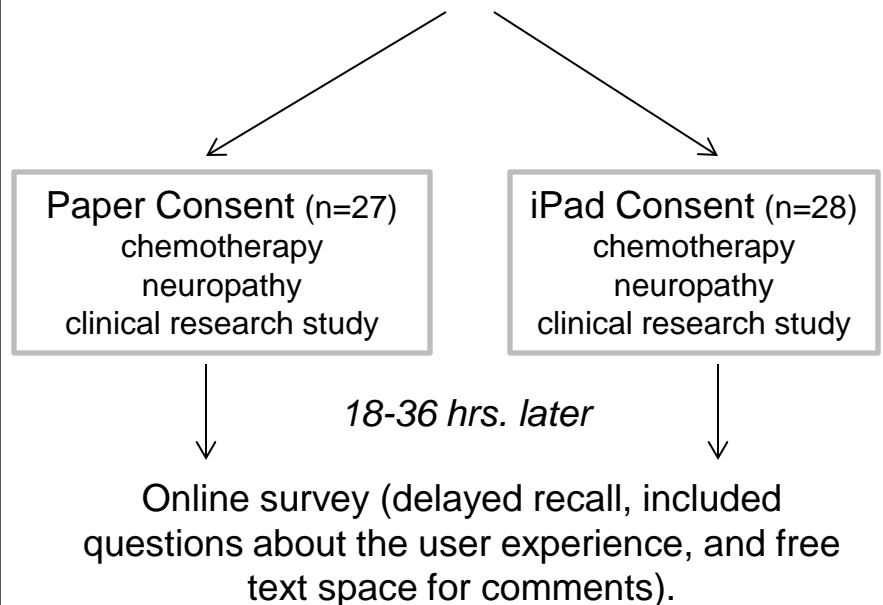 Paper Consent (n=27)
chemotherapy
neuropathy
clinical research study
iPad Consent (n=28)
chemotherapy
neuropathy
clinical research study
18-36 hrs. later
Online survey (delayed recall, included
questions about the user experience, and free
text space for comments).